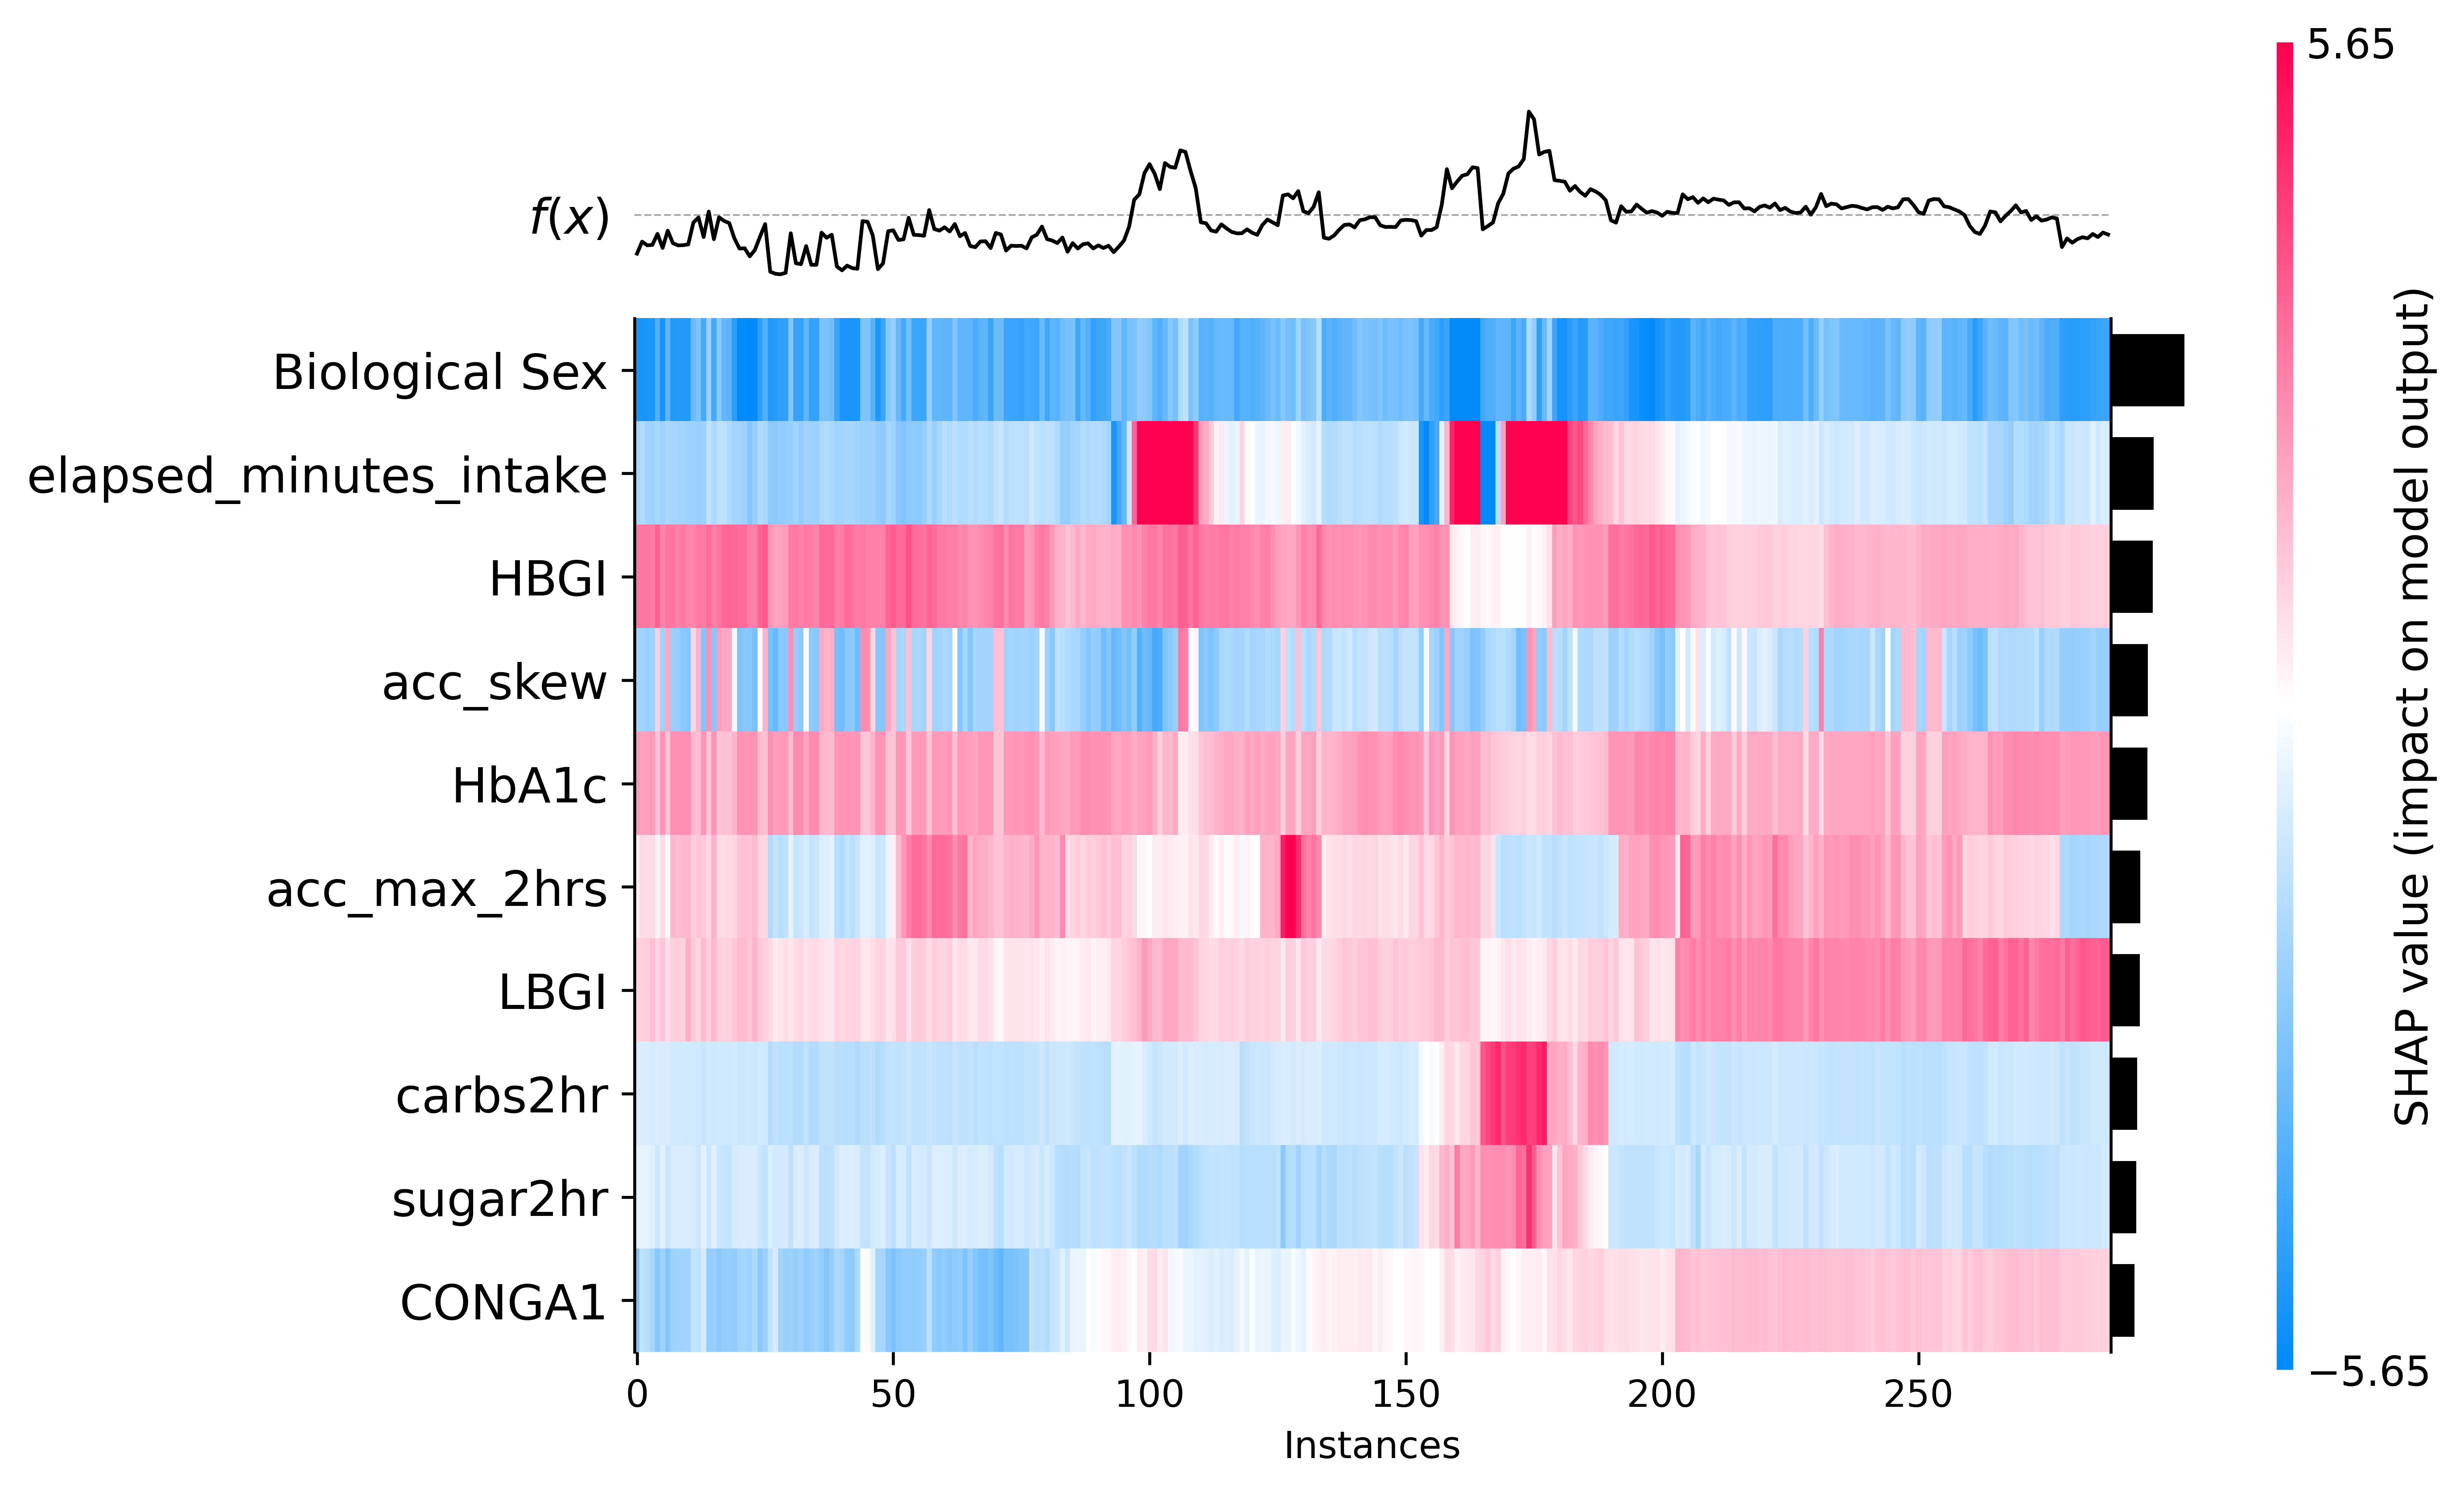 5.65
f(x)
Biological Sex
elapsed_minutes_intake
HBGI
acc_skew
HbA1c
acc_max_2hrs
LBGI
carbs2hr
sugar2hr
CONGA1
0 50 100 150 200 250
Instances
SHAP value (impact on model output)
−5.65